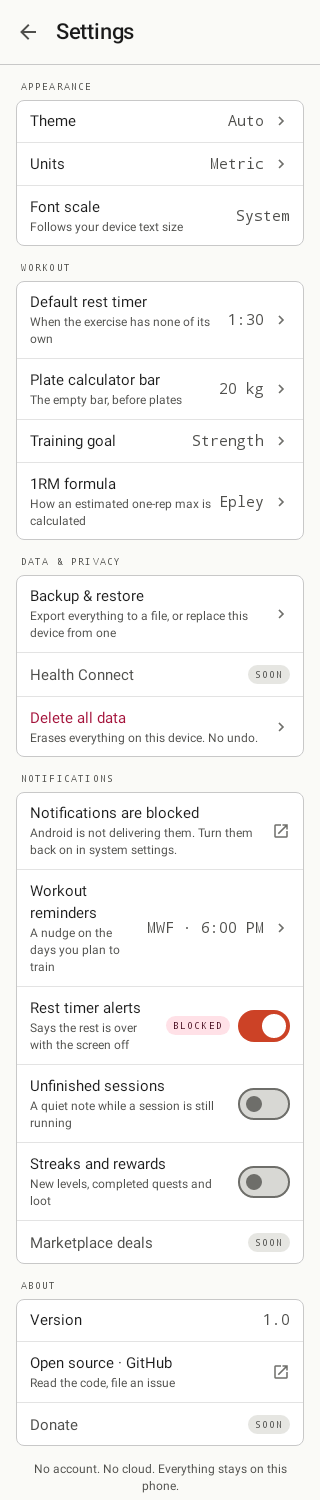 Settings
APPEARANCE
Theme
Auto
Units
Metric
Font scale
Follows your device text size
System
WORKOUT
Default rest timer
When the exercise has none of its
own
1:30
Plate calculator bar
The empty bar, before plates
20 kg
Training goal
Strength
1RM formula
How an estimated one-rep max is
calculated
Epley
DATA & PRIVACY
Backup & restore
Export everything to a file, or replace this
device from one
Health Connect
SOON
Delete all data
Erases everything on this device. No undo.
NOTIFICATIONS
Notifications are blocked
Android is not delivering them. Turn them
back on in system settings.
Workout
reminders
A nudge on the
days you plan to
train
MWF · 6:00 PM
Rest timer alerts
Says the rest is over
with the screen off
BLOCKED
Unfinished sessions
A quiet note while a session is still
running
Streaks and rewards
New levels, completed quests and
loot
Marketplace deals
SOON
ABOUT
Version
1.0
Open source · GitHub
Read the code, file an issue
Donate
SOON
No account. No cloud. Everything stays on this
phone.